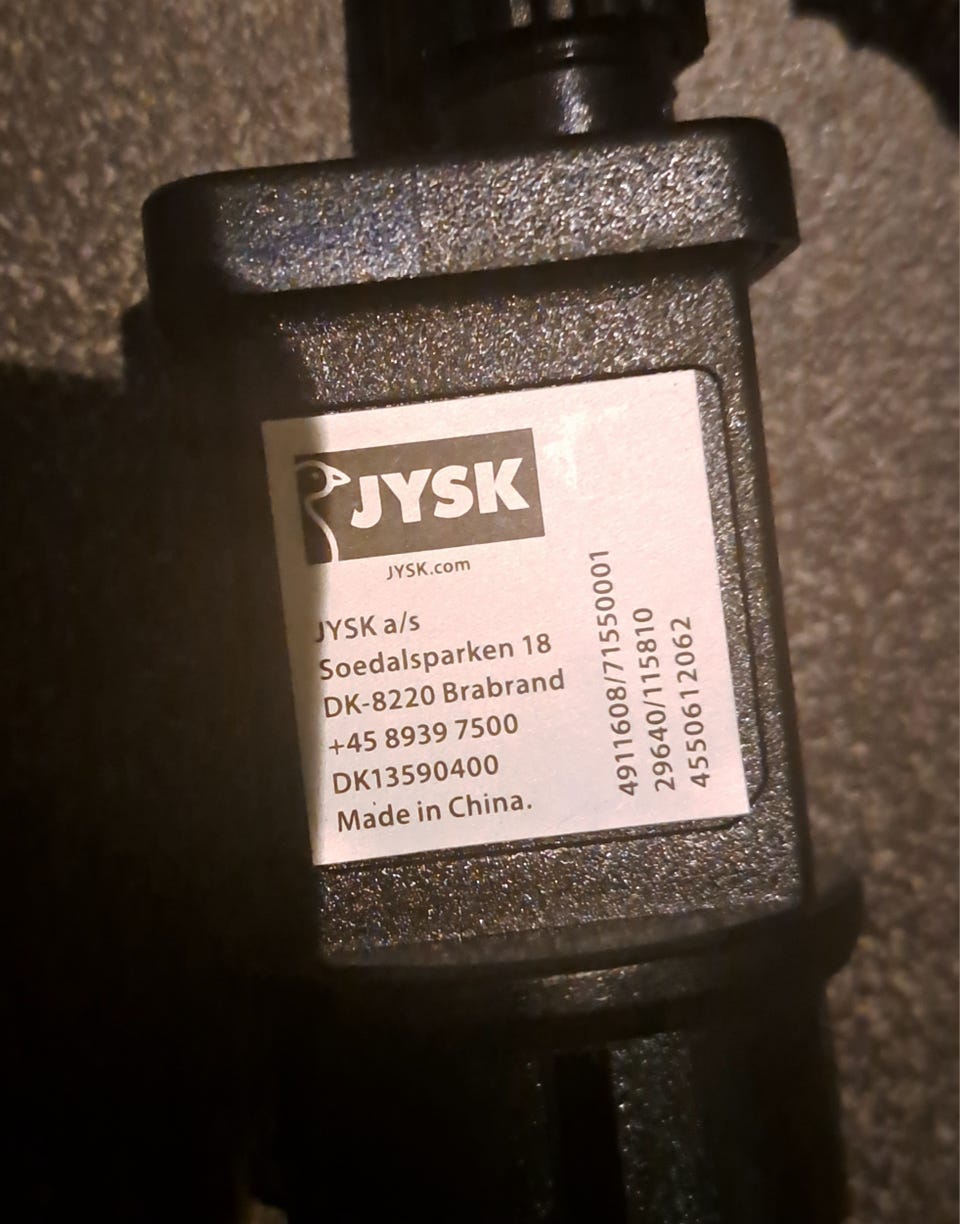 JYSK
JYSK.com
JYSK a/s
Soedalsparken 18
DK-8220 Brabrand
+45 8939 7500
DK13590400
Made in China.
4911608/71550001
29640/115810
4550612062